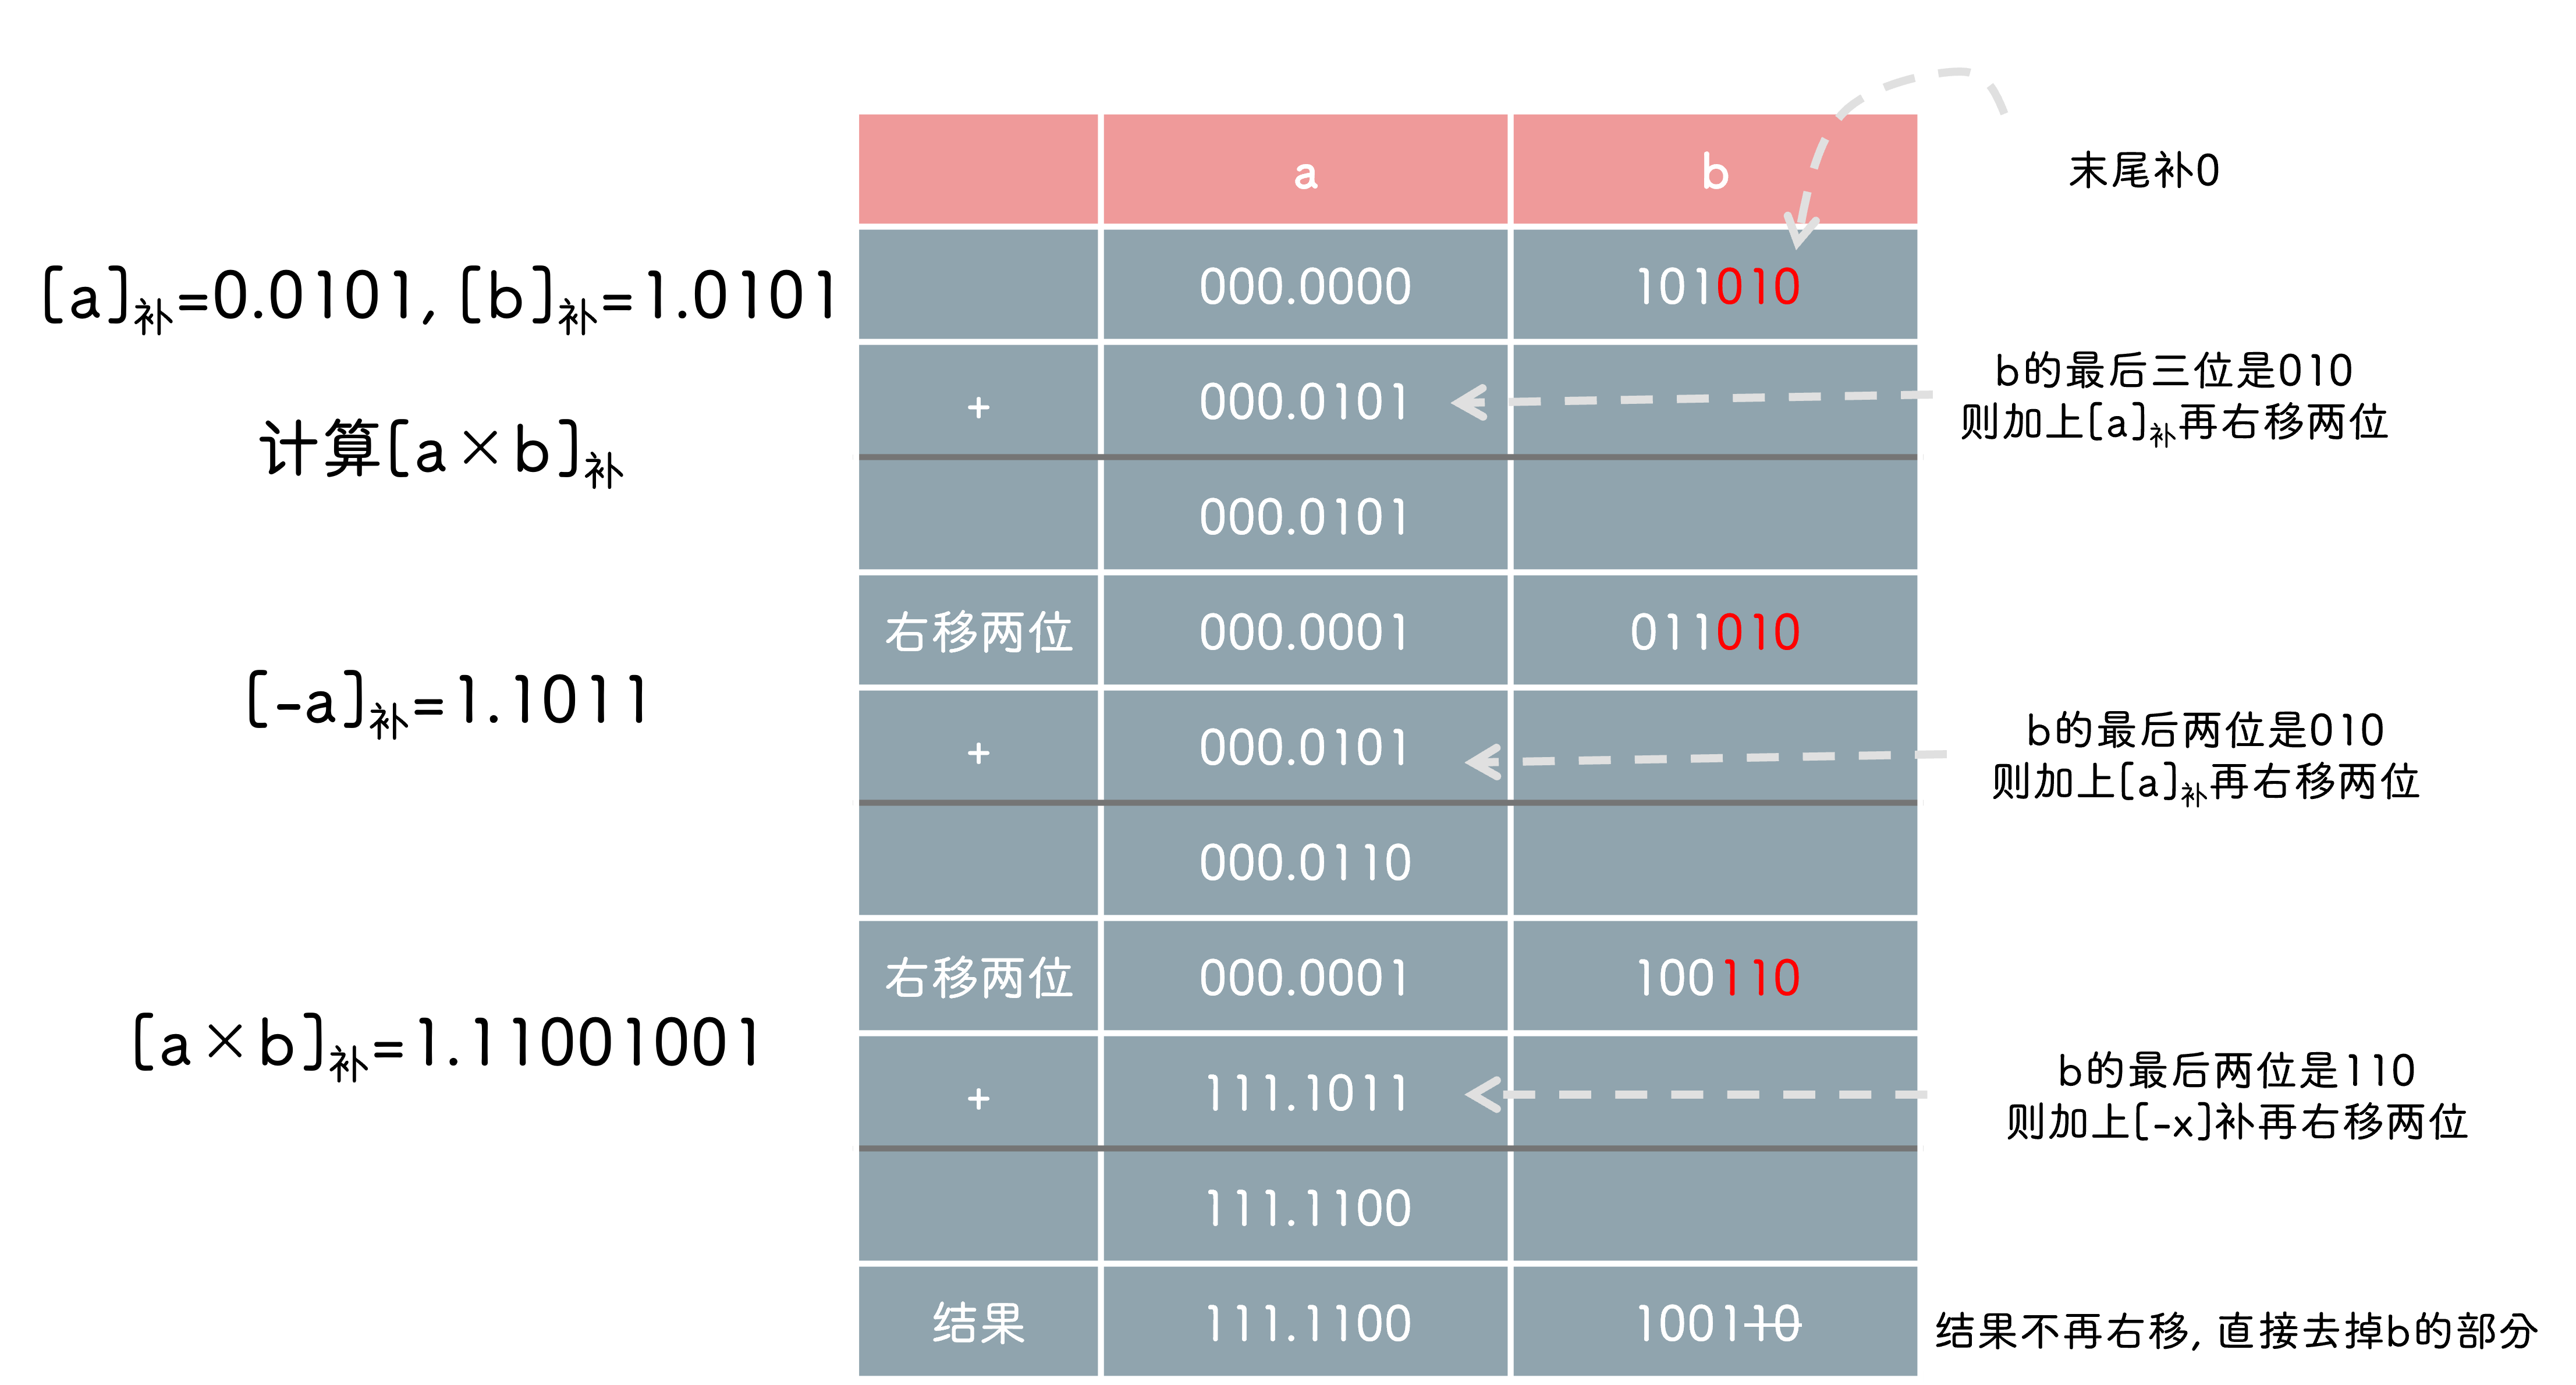 [a]补=0.0101, [b]补=1.0101
计算[a×b]补
[-a]补=1.1011
[a×b]补=1.11001001
a b
000.0000 101010
+ 000.0101
000.0101
右移两位 000.0001 011010
+ 000.0101
000.0110
右移两位 000.0001 100110
+ 111.1011
111.1100
结果 111.1100 100110
末尾补0
b的最后三位是010
则加上[a]补再右移两位
b的最后两位是010
则加上[a]补再右移两位
b的最后两位是110
则加上[-x]补再右移两位
结果不再右移, 直接去掉b的部分